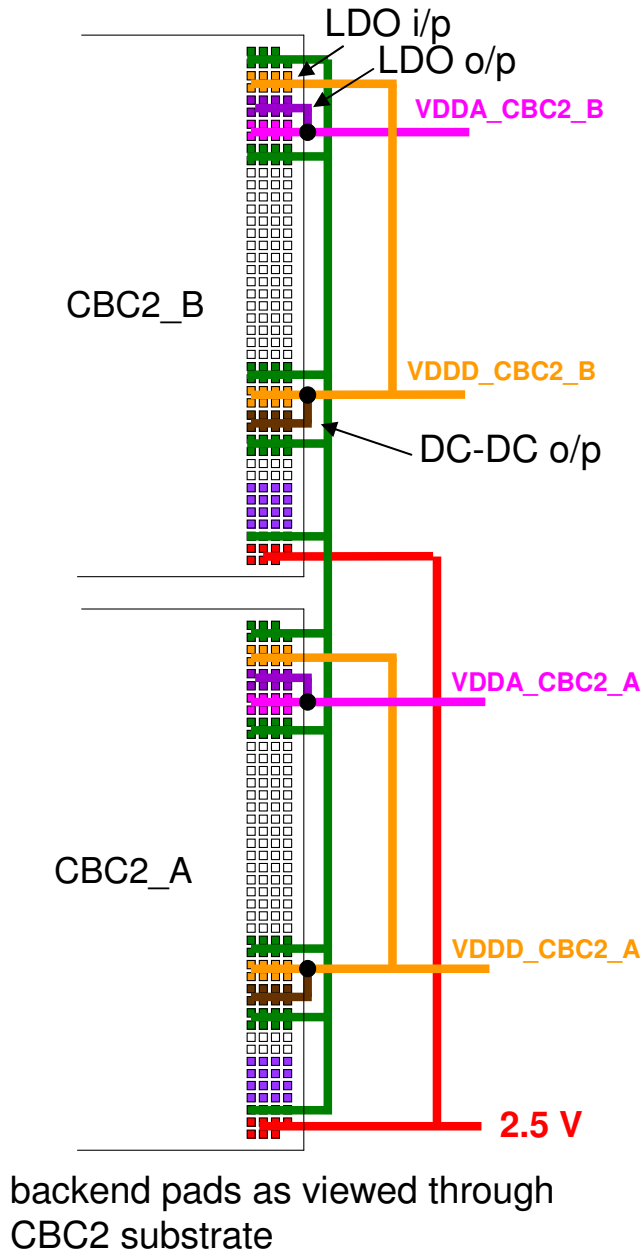 LDO i/p
LDO o/p
VDDA_CBC2_B
CBC2_B
VDDD_CBC2_B
DC-DC o/p
VDDA_CBC2_A
CBC2_A
VDDD_CBC2_A
2.5 V
backend pads as viewed through
CBC2 substrate